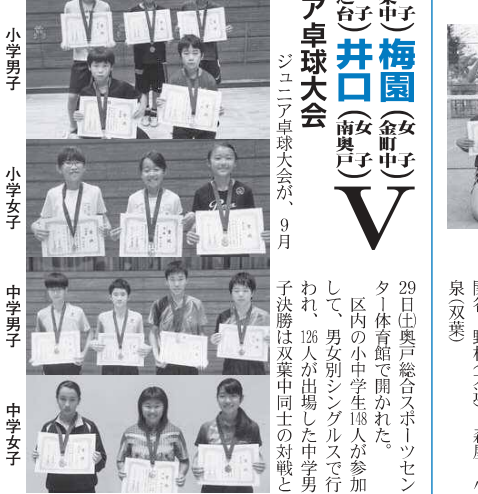 泉(双葉)
葉中)
梅園(女子 金町中)
台)
井口(女子 南奥戸)
V
ア卓球大会
ジュニア卓球大会が、9月
29日(土)奥戸総合スポーツセン
ター体育館で開かれた。
区内の小中学生148人が参加
して、男女別シングルスで行
われ、126人が出場した中学男
子決勝は双葉中同士の対戦と
小学男子
小学女子
中学男子
中学女子